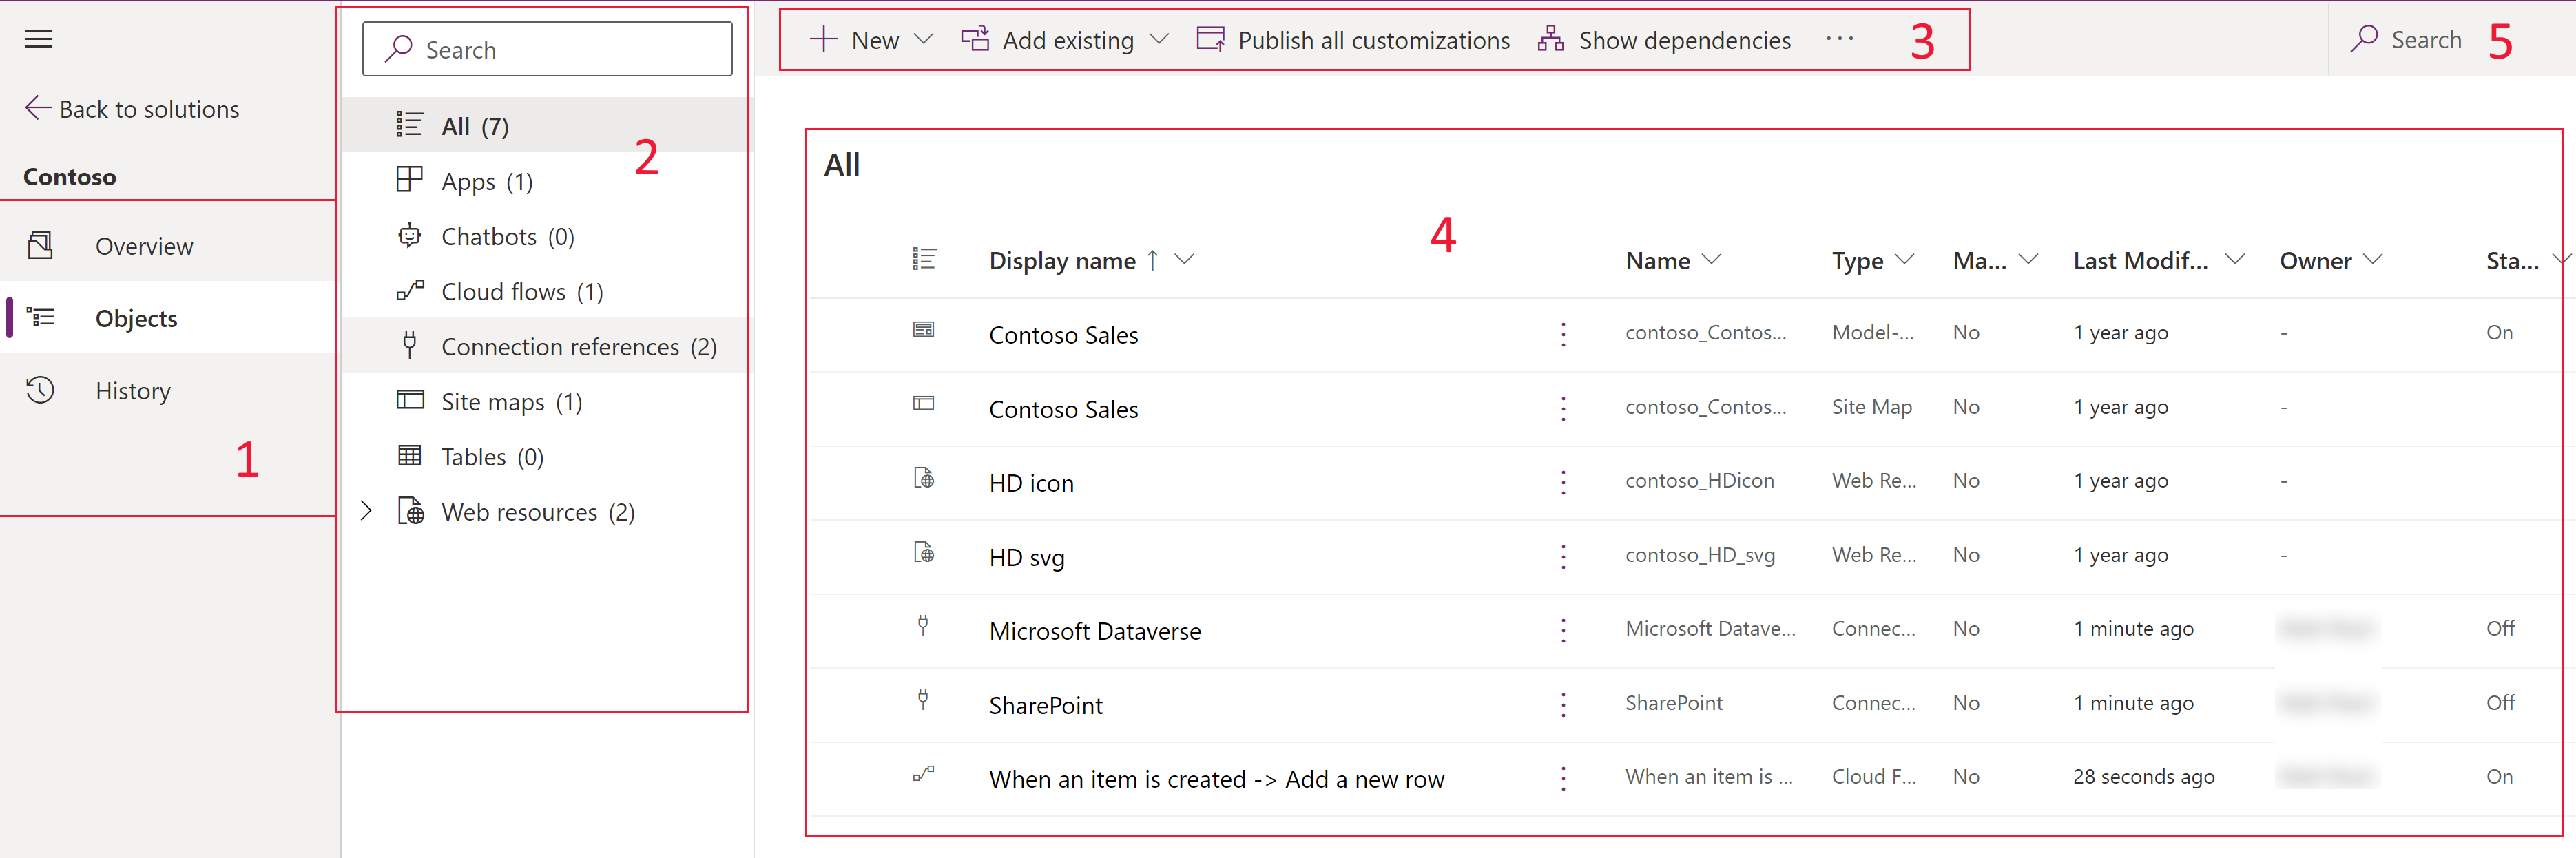 Back to solutions
Contoso
Overview
Objects
History
1
Search
All (7)
2
Apps (1)
Chatbots (0)
Cloud flows (1)
Connection references (2)
Site maps (1)
Tables (0)
Web resources (2)
New Add existing Publish all customizations Show dependencies ··· 3
Search 5
All
4
Display name ↑ Name Type Ma... Last Modif... Owner Sta...
Contoso Sales contoso_Contos... Model-... No 1 year ago - On
Contoso Sales contoso_Contos... Site Map No 1 year ago -
HD icon contoso_HDicon Web Re... No 1 year ago -
HD svg contoso_HD_svg Web Re... No 1 year ago -
Microsoft Dataverse Microsoft Datave... Connec... No 1 minute ago Off
SharePoint SharePoint Connec... No 1 minute ago Off
When an item is created -> Add a new row When an item is ... Cloud F... No 28 seconds ago On